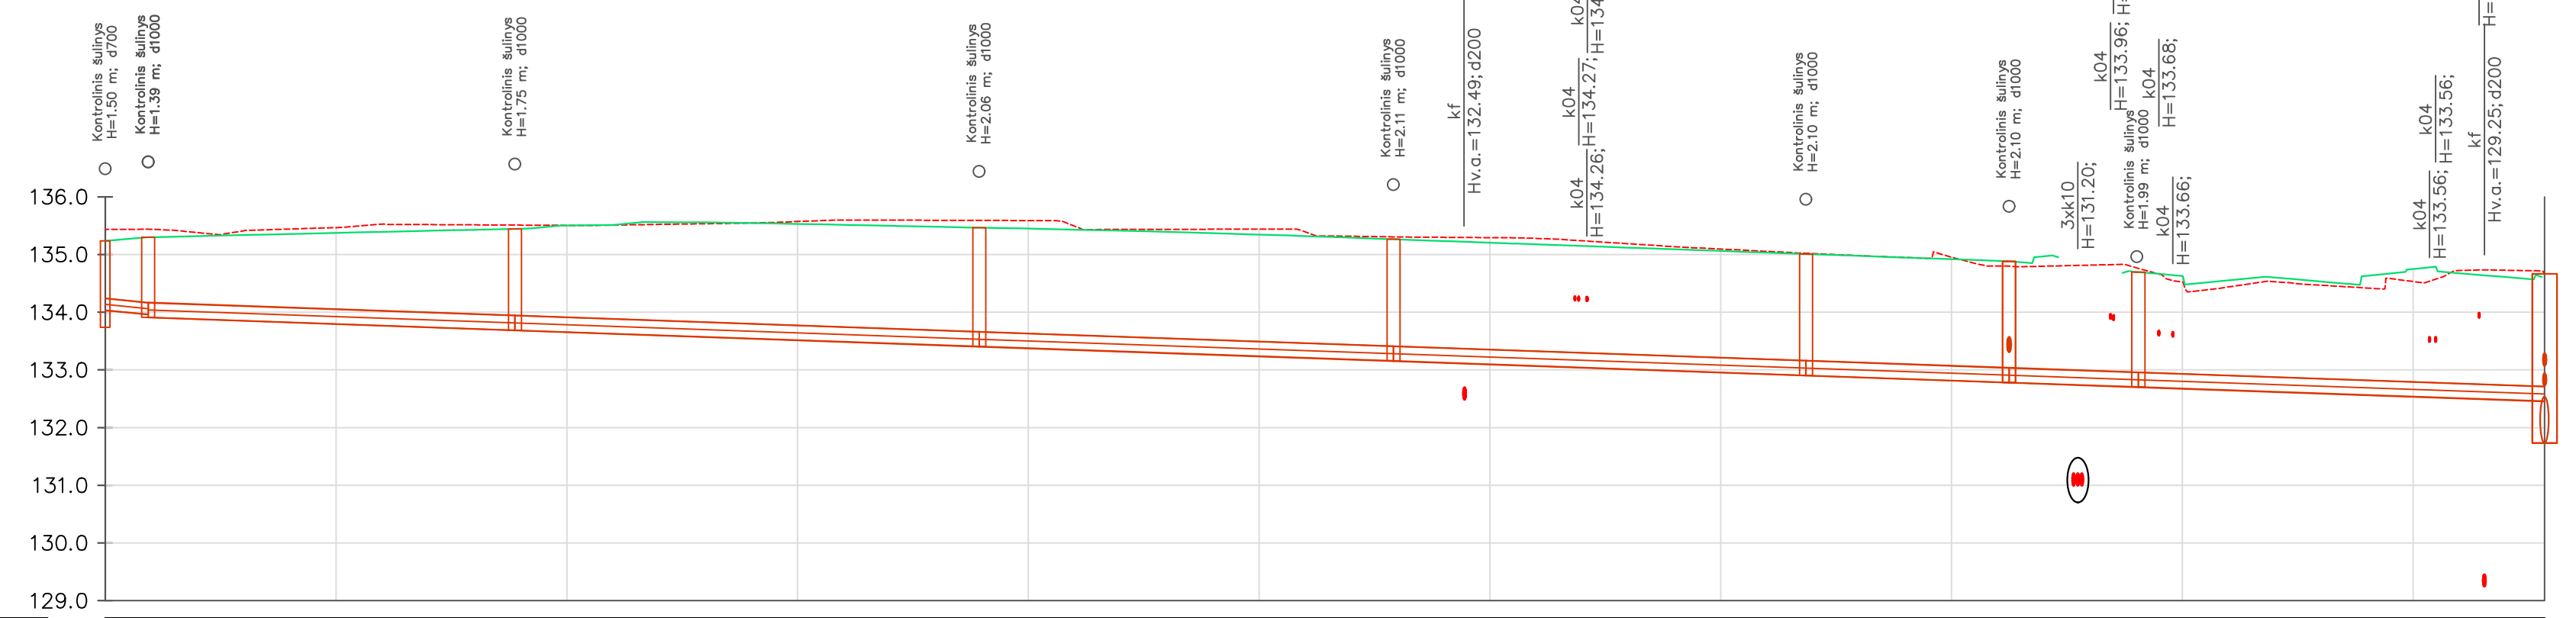 Kontrolinis šulinys
H=1.50 m; d700
Kontrolinis šulinys
H=1.39 m; d1000
Kontrolinis šulinys
H=1.75 m; d1000
Kontrolinis šulinys
H=2.06 m; d1000
Kontrolinis šulinys
H=2.11 m; d1000
kf
Hv.a.=132.49; d200
k04
H=134
k04
H=134.27;
k04
H=134.26;
Kontrolinis šulinys
H=2.10 m; d1000
Kontrolinis šulinys
H=2.10 m; d1000
3xk10
H=131.20;
H=
k04
H=133.96;
Kontrolinis šulinys
H=1.99 m; d1000
k04
H=133.68;
k04
H=133.66;
k04
H=133.56;
k04
H=133.56;
H=
kf
Hv.a.=129.25; d200
136.0
135.0
134.0
133.0
132.0
131.0
130.0
129.0